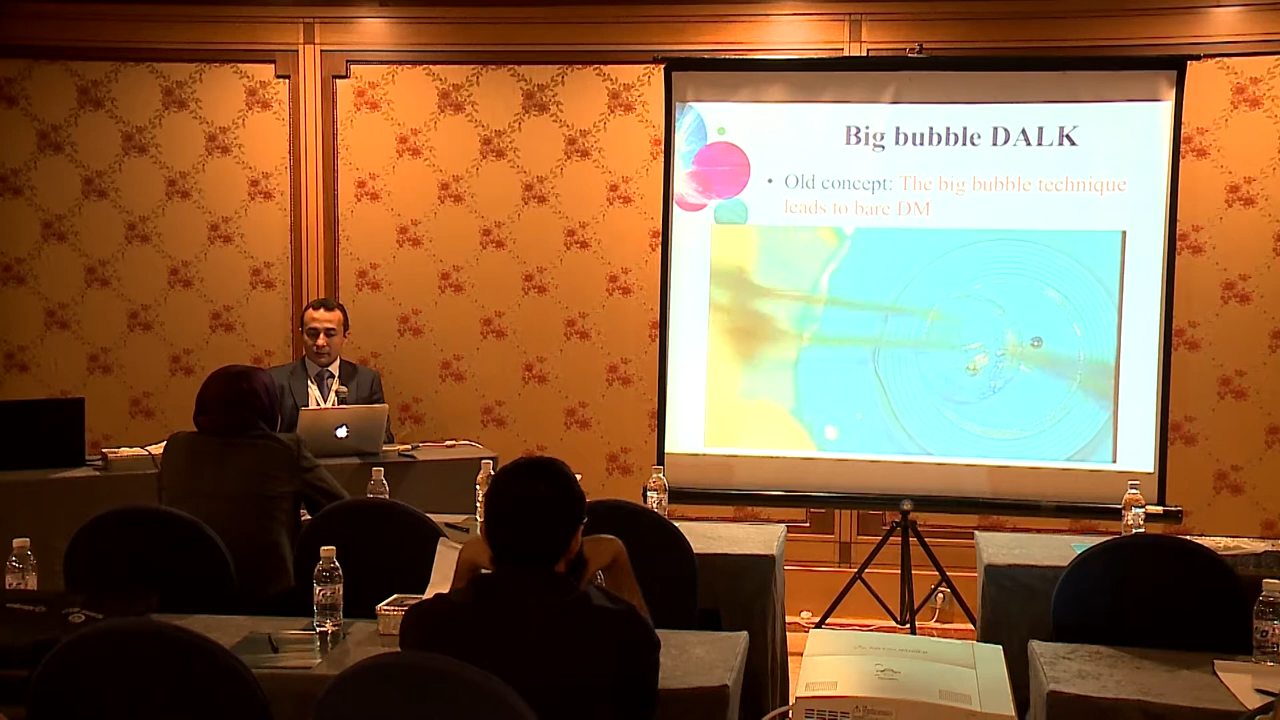 Big bubble DALK
• Old concept: The big bubble technique
leads to bare DM